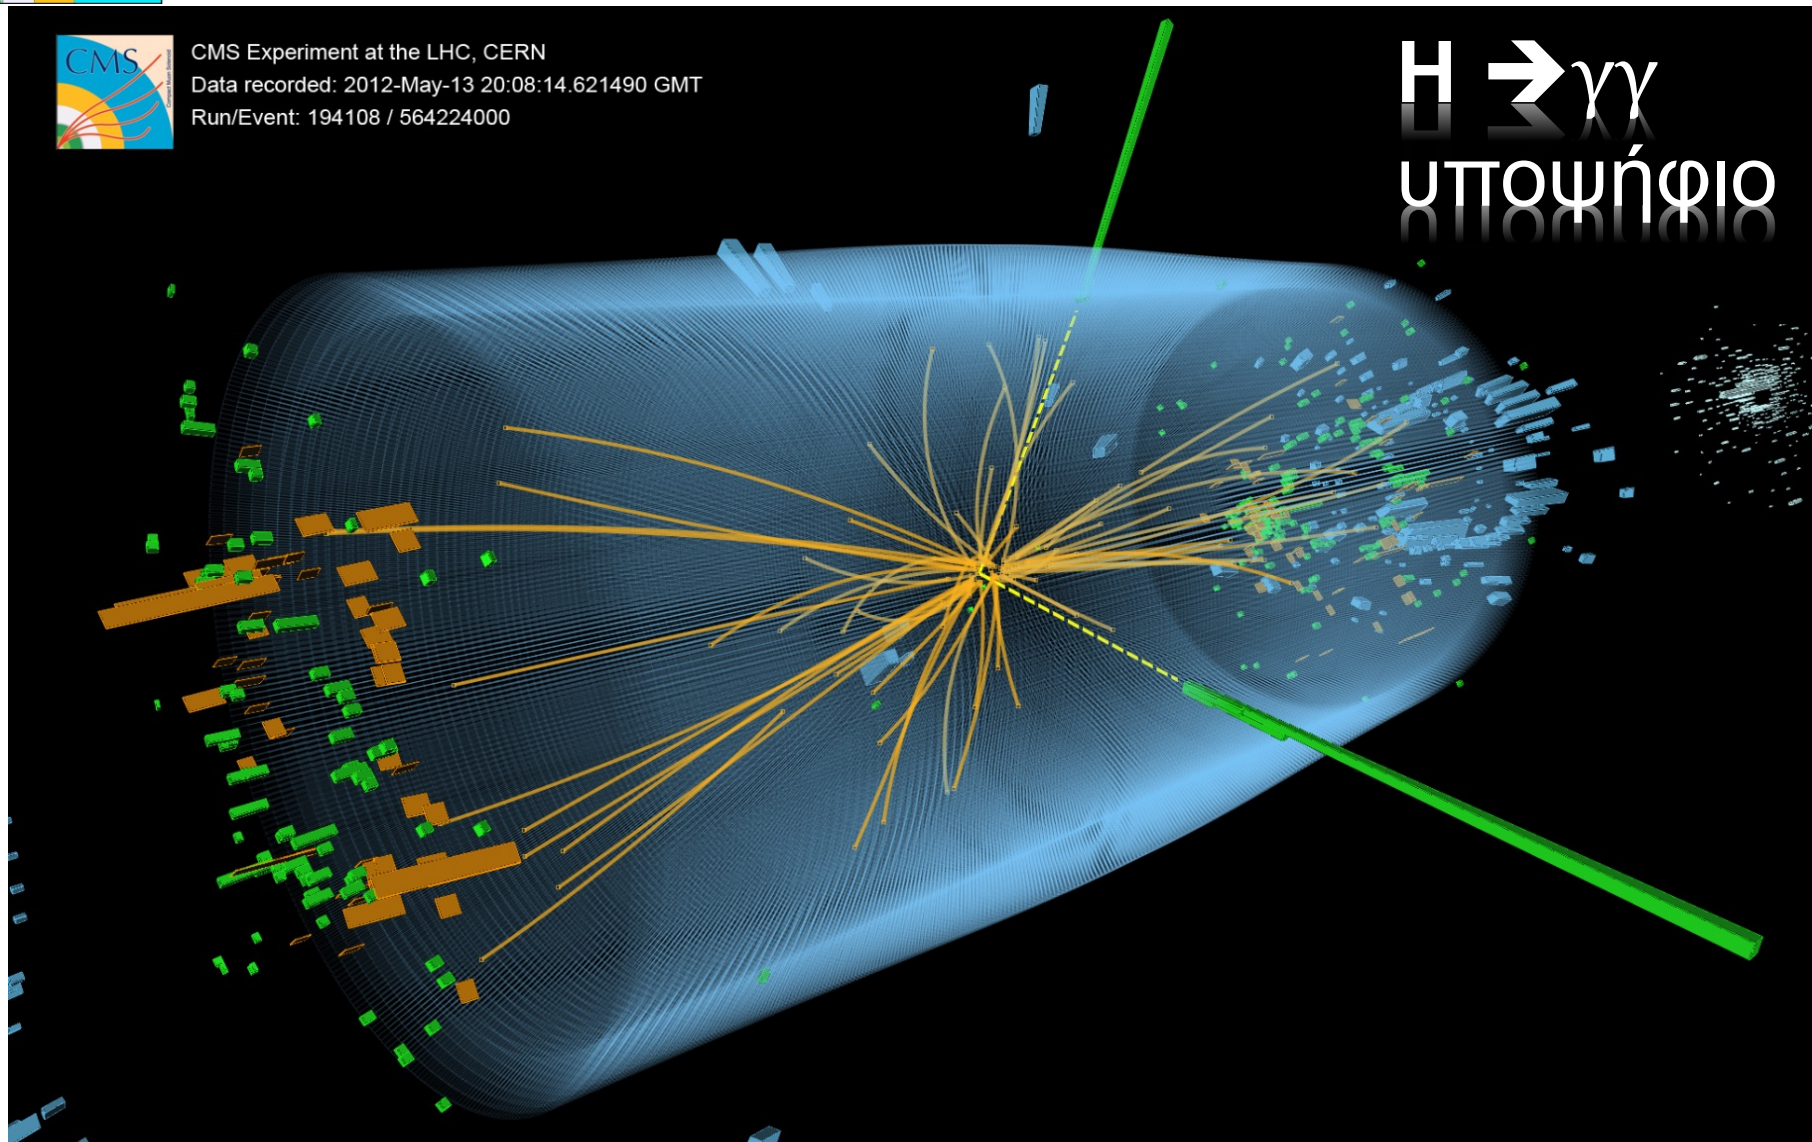 CMS
CMS Experiment at the LHC, CERN
Data recorded: 2012-May-13 20:08:14.621490 GMT
Run/Event: 194108 / 564224000
H ➔ γγ
υποψήφιο